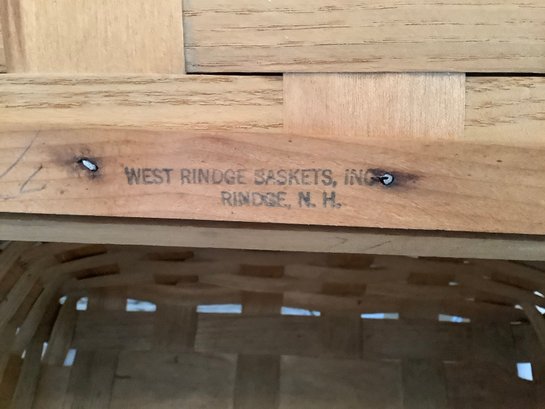 WEST RINDGE BASKETS, INC
RINDGE, N. H.